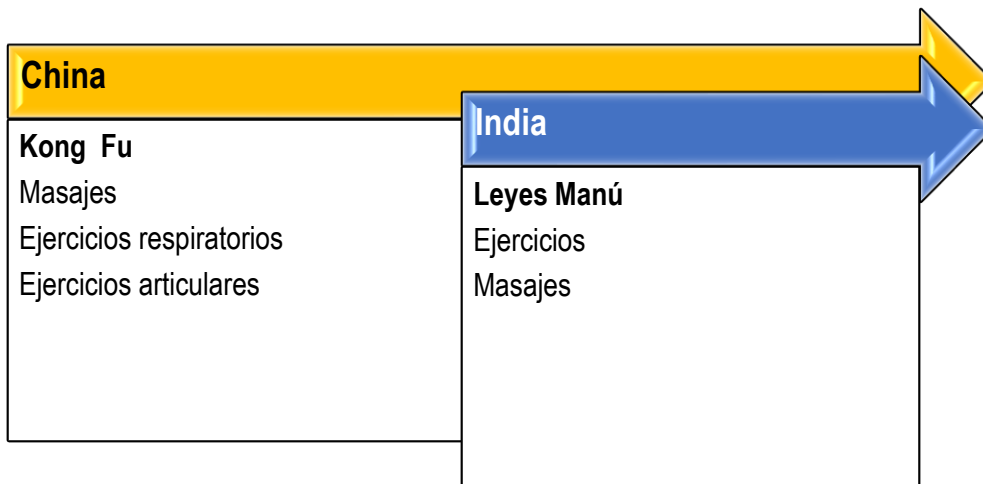 China
Kong Fu
Masajes
Ejercicios respiratorios
Ejercicios articulares
India
Leyes Manú
Ejercicios
Masajes